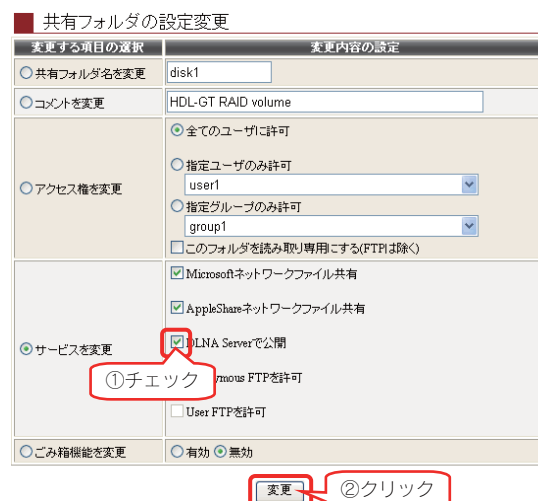 共有フォルダの設定変更
変更する項目の選択 変更内容の設定
共有フォルダ名を変更 disk1
コメントを変更 HDL-GT RAID volume
全てのユーザに許可
指定ユーザのみ許可
アクセス権を変更 user1
指定グループのみ許可
group1
このフォルダを読み取り専用にする(FTPは除く)
Microsoftネットワークファイル共有
AppleShareネットワークファイル共有
サービスを変更 DLNA Serverで公開
①チェック ymous FTPを許可
User FTPを許可
ごみ箱機能を変更 有効 無効
変更 ②クリック